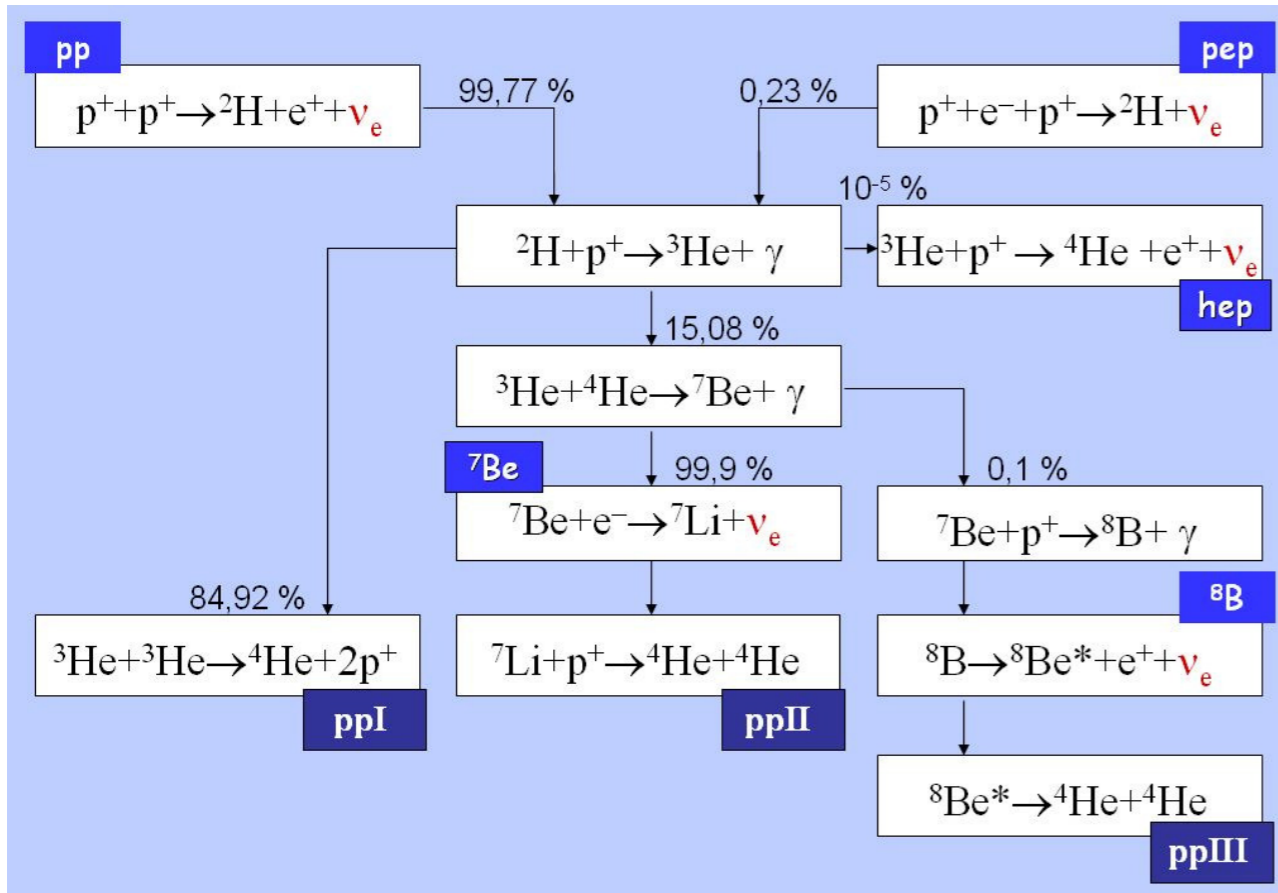 pp
p⁺+p⁺→²H+e⁺+νₑ
99,77 %
0,23 %
pep
p⁺+e⁻+p⁺→²H+νₑ
²H+p⁺→³He+ γ
10⁻⁵ %
³He+p⁺→ ⁴He +e⁺+νₑ
hep
15,08 %
³He+⁴He→⁷Be+ γ
⁷Be
99,9 %
⁷Be+e⁻→⁷Li+νₑ
0,1 %
⁷Be+p⁺→⁸B+ γ
84,92 %
³He+³He→⁴He+2p⁺
ppI
⁷Li+p⁺→⁴He+⁴He
ppII
⁸B
⁸B→⁸Be*+e⁺+νₑ
⁸Be*→⁴He+⁴He
ppIII